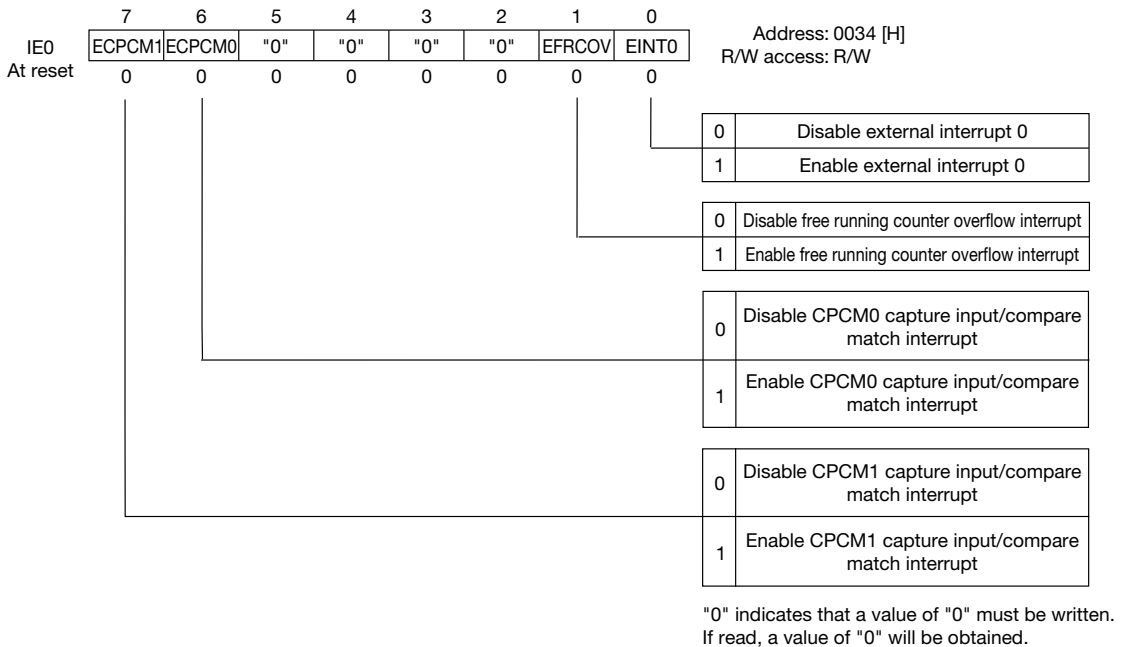 7 6 5 4 3 2 1 0
IE0 ECPCM1 ECPCM0 "0" "0" "0" "0" EFRCOV EINT0
At reset 0 0 0 0 0 0 0 0
Address: 0034 [H]
R/W access: R/W
0 Disable external interrupt 0
1 Enable external interrupt 0
0 Disable free running counter overflow interrupt
1 Enable free running counter overflow interrupt
0 Disable CPCM0 capture input/compare
match interrupt
1 Enable CPCM0 capture input/compare
match interrupt
0 Disable CPCM1 capture input/compare
match interrupt
1 Enable CPCM1 capture input/compare
match interrupt
"0" indicates that a value of "0" must be written.
If read, a value of "0" will be obtained.